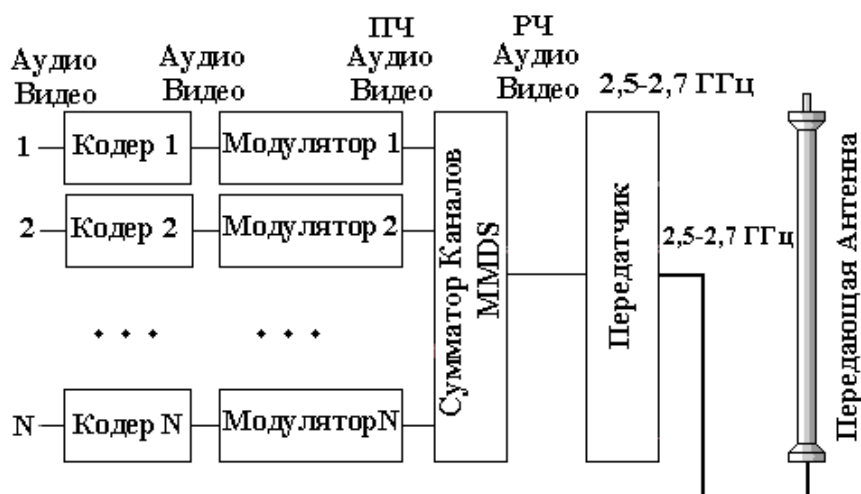 Аудио
Видео
Аудио
Видео
ПЧ
Аудио
Видео
РЧ
Аудио
Видео
2,5-2,7 ГГц
1
Кодер 1
Модулятор 1
2
Кодер 2
Модулятор 2
N
Кодер N
МодуляторN
Сумматор Каналов
MMDS
Передатчик
2,5-2,7 ГГц
Передающая Антенна